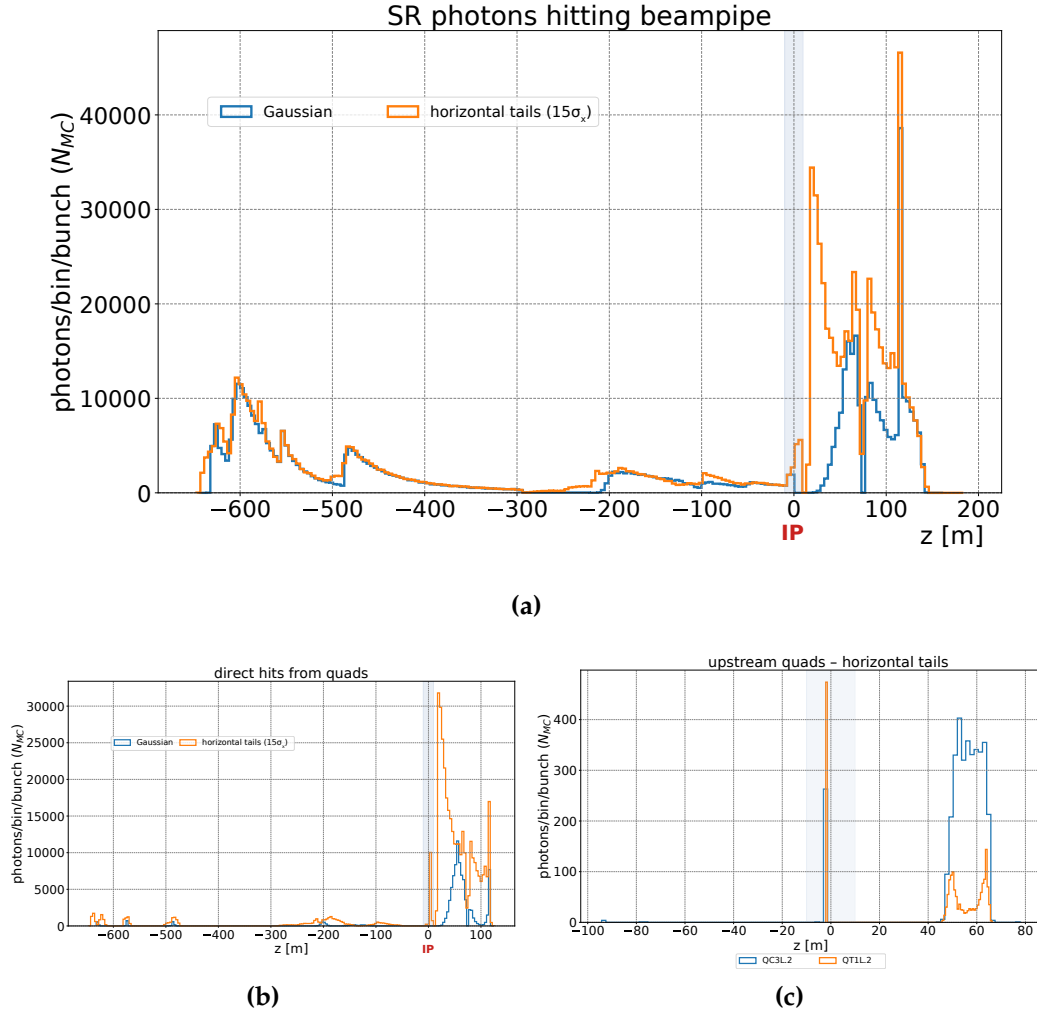 SR photons hitting beampipe
photons/bin/bunch (N_MC)
40000
30000
20000
10000
0
Gaussian
horizontal tails (15σₓ)
−600 −500 −400 −300 −200 −100 0 100 200
IP
z [m]
(a)
direct hits from quads
photons/bin/bunch (N_MC)
30000
25000
20000
15000
10000
5000
0
Gaussian
horizontal tails (15σₓ)
−600 −500 −400 −300 −200 −100 0 100
z [m]
IP
(b)
upstream quads – horizontal tails
photons/bin/bunch (N_MC)
400
300
200
100
0
−100 −80 −60 −40 −20 0 20 40 60 80
z [m]
QC3L.2
QT1L.2
(c)